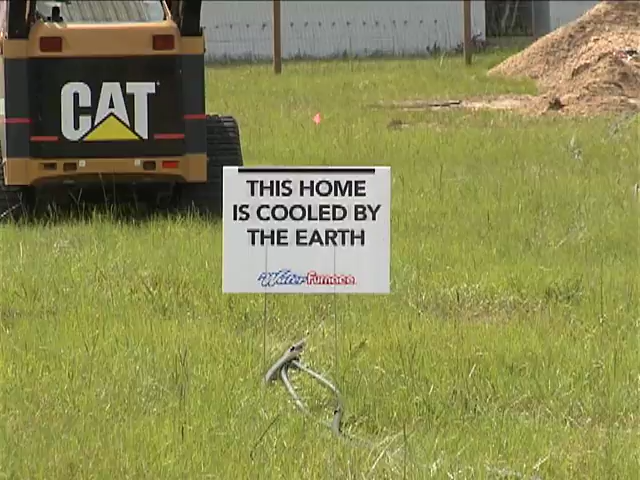 CAT
THIS HOME
IS COOLED BY
THE EARTH
WaterFurnace